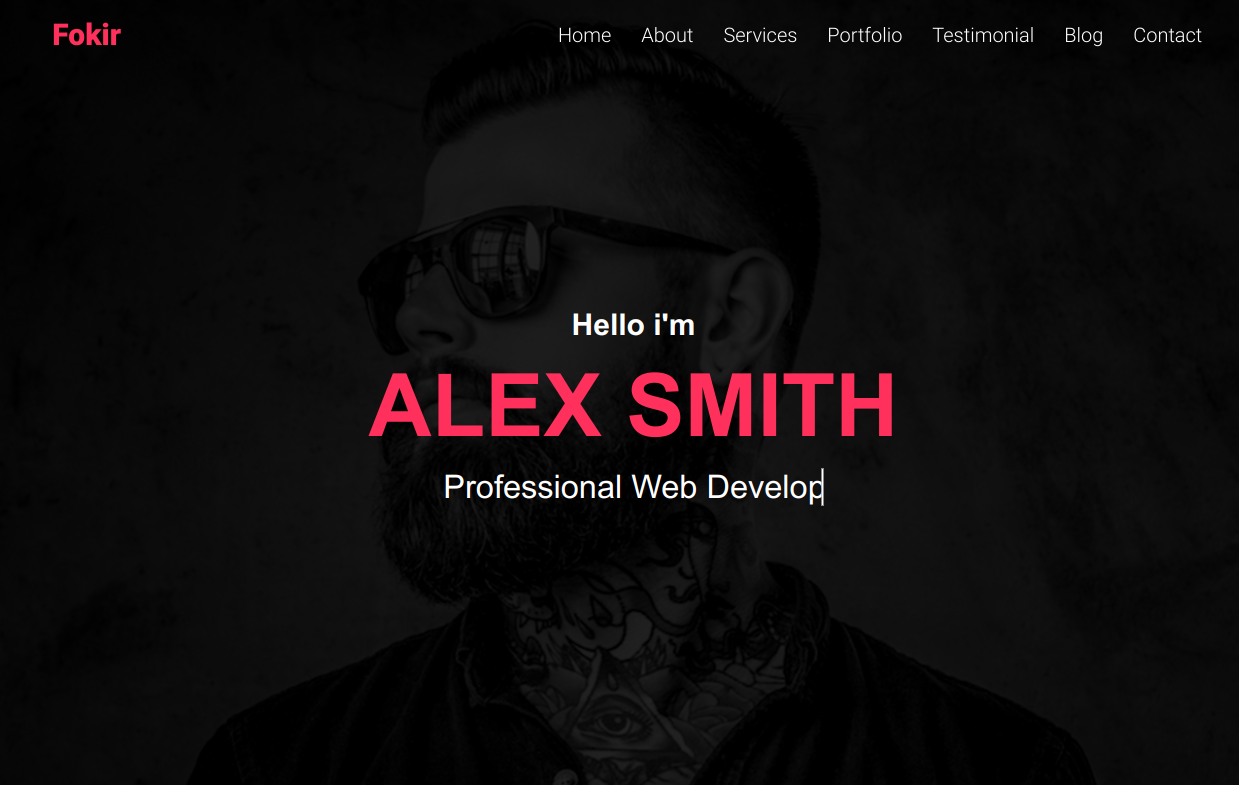 Fokir
Home About Services Portfolio Testimonial Blog Contact
Hello i'm
ALEX SMITH
Professional Web Develop